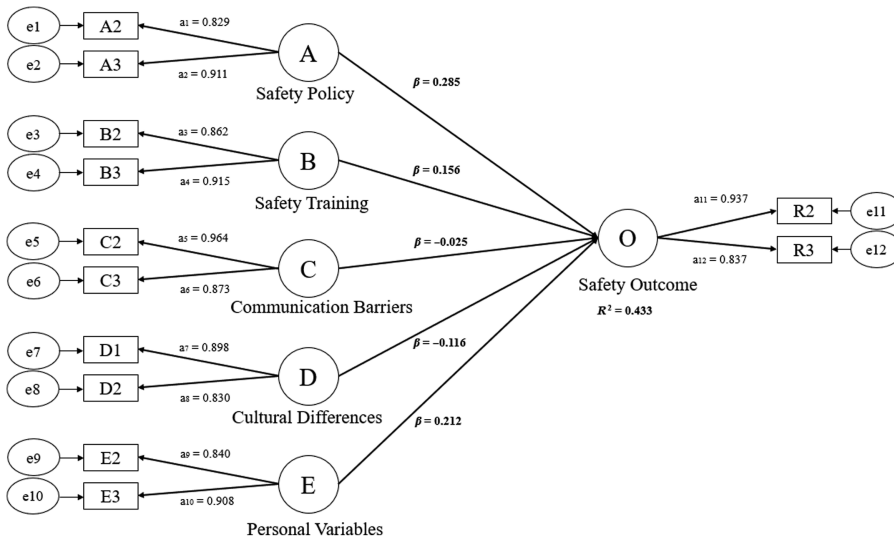 e1
A2
a1 = 0.829
A
e2
A3
a2 = 0.911
Safety Policy
β = 0.285
e3
B2
a3 = 0.862
B
e4
B3
a4 = 0.915
Safety Training
β = 0.156
e5
C2
a5 = 0.964
C
e6
C3
a6 = 0.873
Communication Barriers
β = −0.025
e7
D1
a7 = 0.898
D
e8
D2
a8 = 0.830
Cultural Differences
β = −0.116
e9
E2
a9 = 0.840
E
e10
E3
a10 = 0.908
Personal Variables
β = 0.212
O
Safety Outcome
R² = 0.433
a11 = 0.937
R2
e11
a12 = 0.837
R3
e12